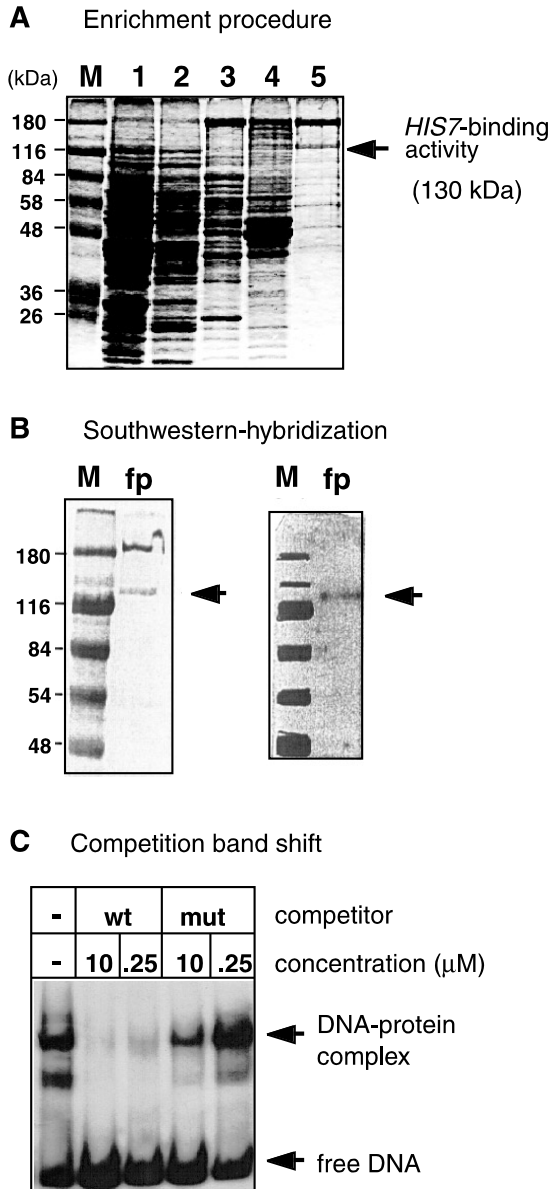 A Enrichment procedure
(kDa) M 1 2 3 4 5
180
116
84
58
48
36
26
HIS7-binding
activity
(130 kDa)
B Southwestern-hybridization
M fp M fp
180
116
84
54
48
C Competition band shift
- wt mut competitor
- 10 .25 10 .25 concentration (µM)
DNA-protein
complex
free DNA